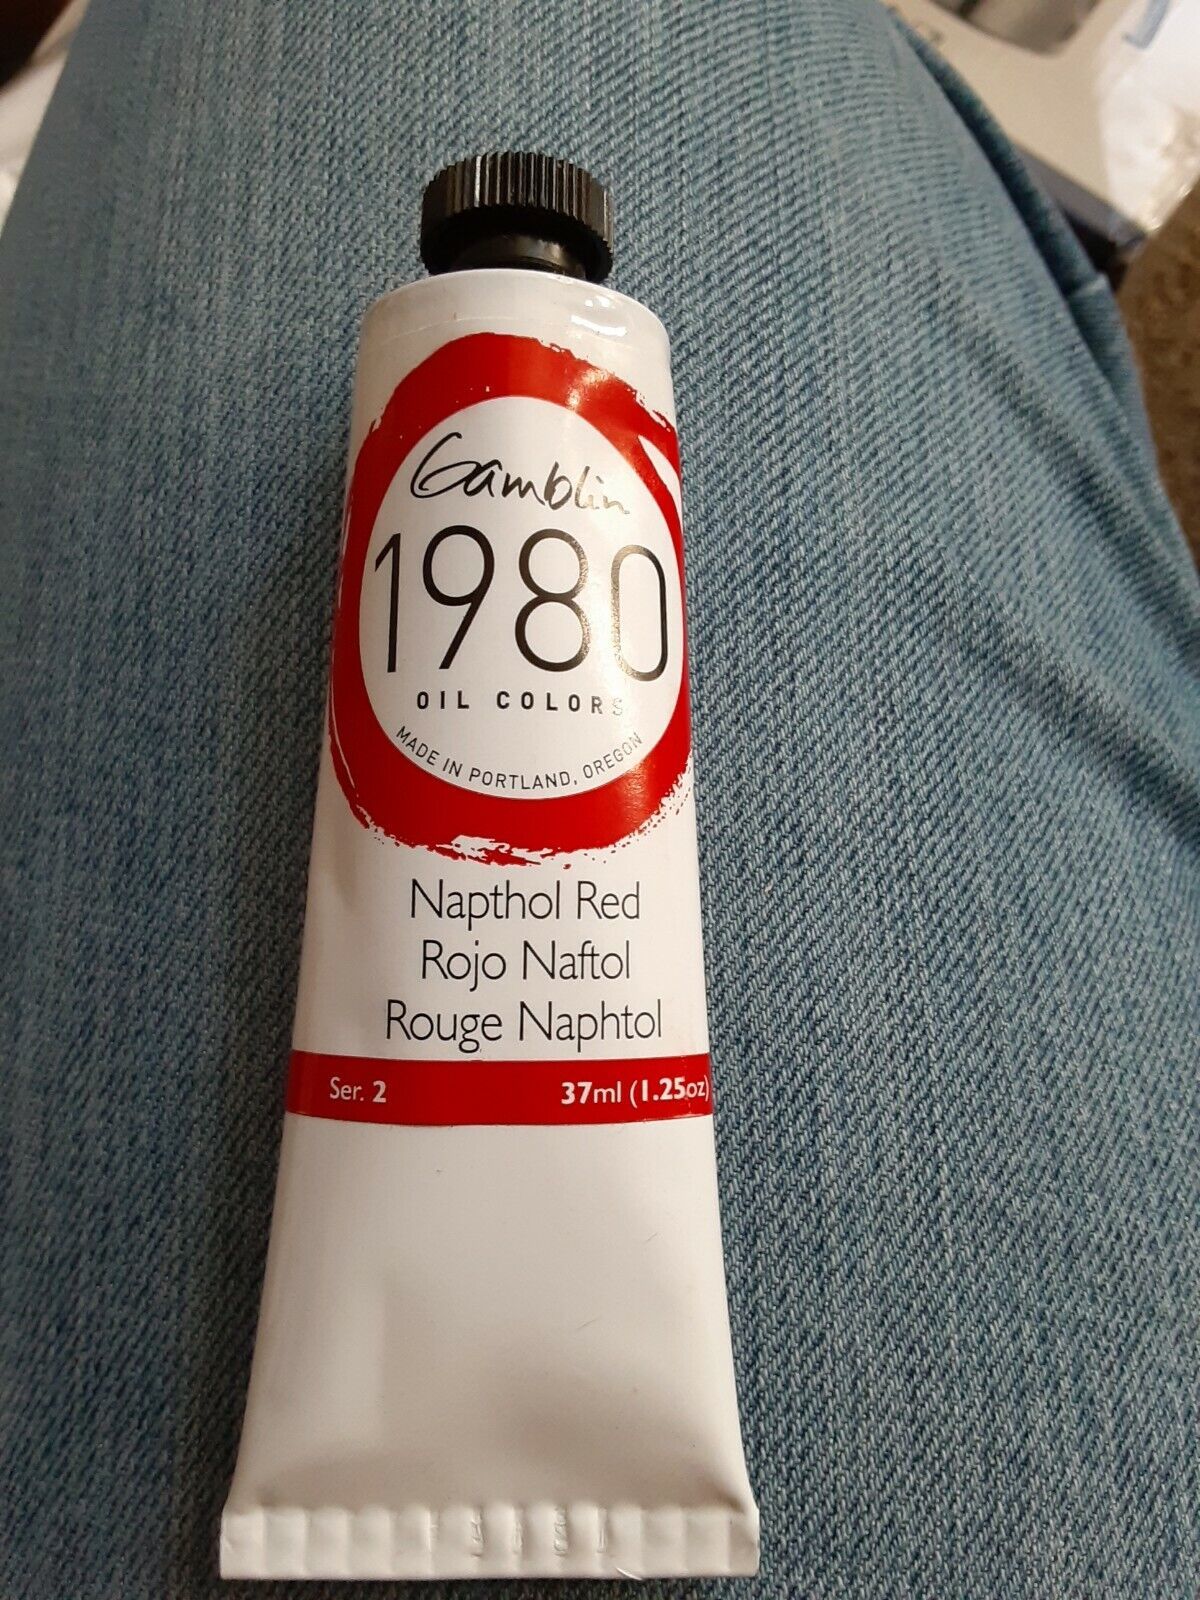 Gamblin
1980
OIL COLORS
MADE IN PORTLAND, OREGON
Napthol Red
Rojo Naftol
Rouge Naphtol
Ser. 2
37ml (1.25oz)